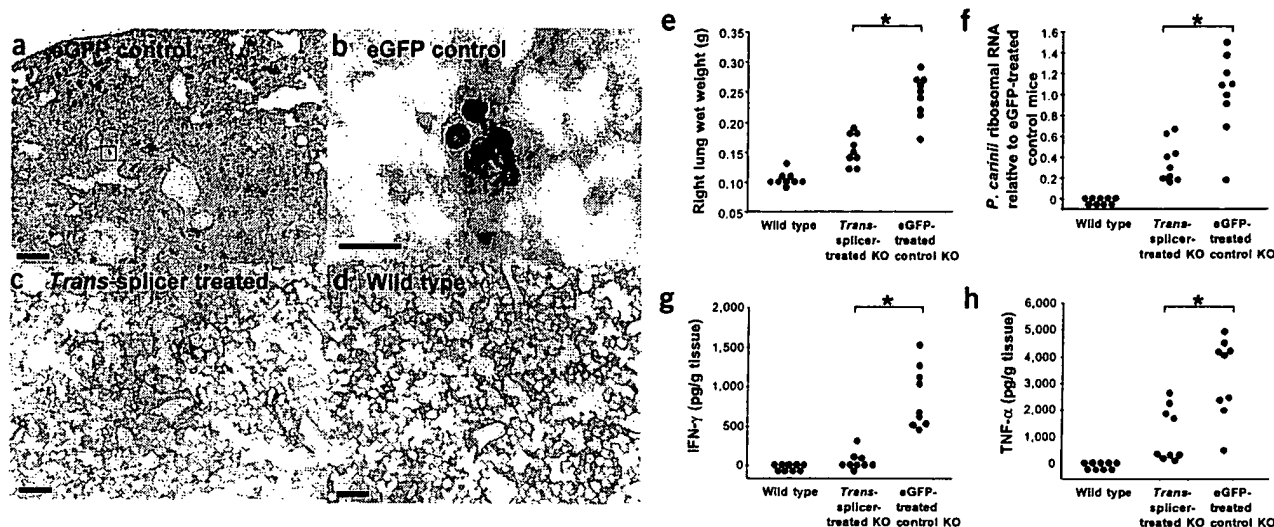 a eGFP control
b eGFP control
c Trans-splicer treated
d Wild type
e
Right lung wet weight (g)
0.35
0.30
0.25
0.20
0.15
0.10
0.05
*
Wild type
Trans-
splicer-
treated KO
eGFP-
treated
control KO
f
P. carinii ribosomal RNA
relative to eGFP-treated
control mice
1.6
1.4
1.2
1.0
0.8
0.6
0.4
0.2
0
*
Wild type
Trans-
splicer-
treated KO
eGFP-
treated
control KO
g
IFN-γ (pg/g tissue)
2,000
1,500
1,000
500
0
*
Wild type
Trans-
splicer-
treated KO
eGFP-
treated
control KO
h
TNF-α (pg/g tissue)
6,000
5,000
4,000
3,000
2,000
1,000
0
*
Wild type
Trans-
splicer-
treated KO
eGFP-
treated
control KO